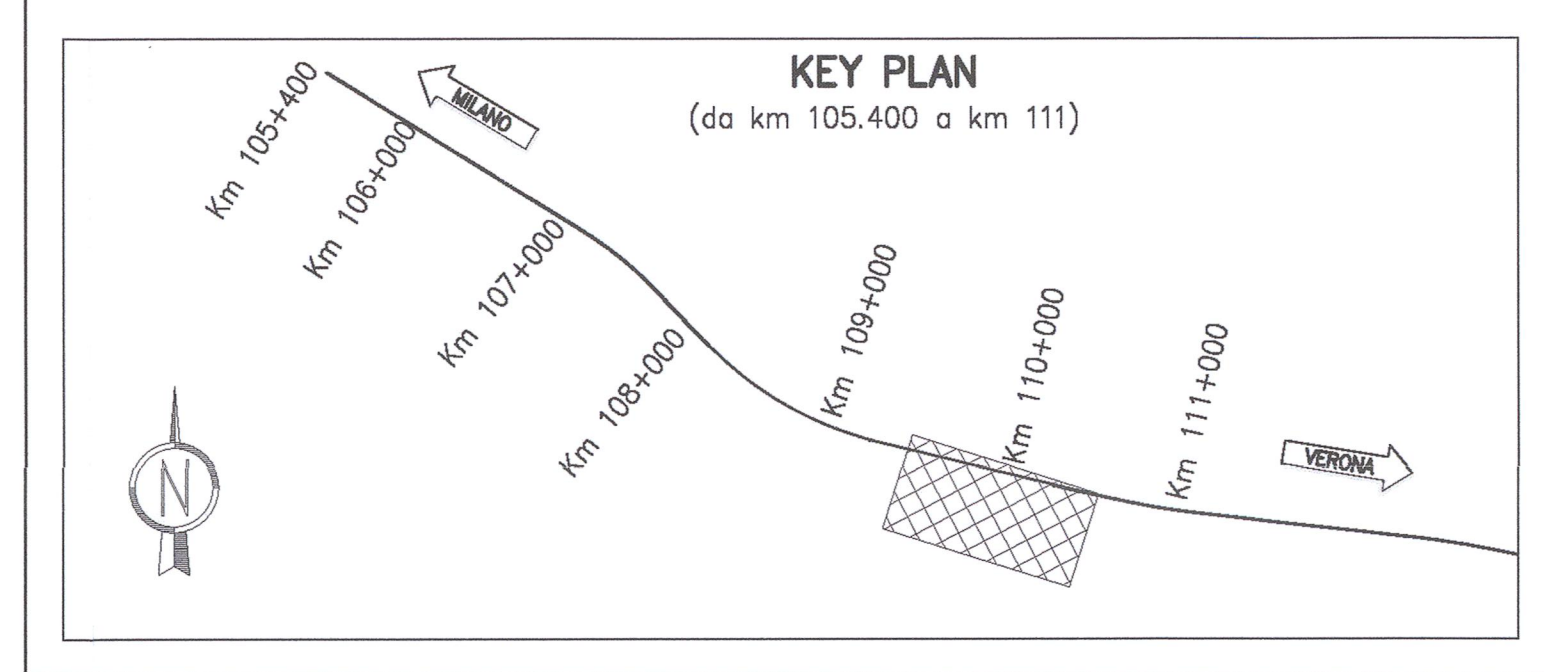 KEY PLAN
(da km 105.400 a km 111)
MILANO
Km 105+400
Km 106+000
Km 107+000
Km 108+000
Km 109+000
Km 110+000
Km 111+000
VERONA
N